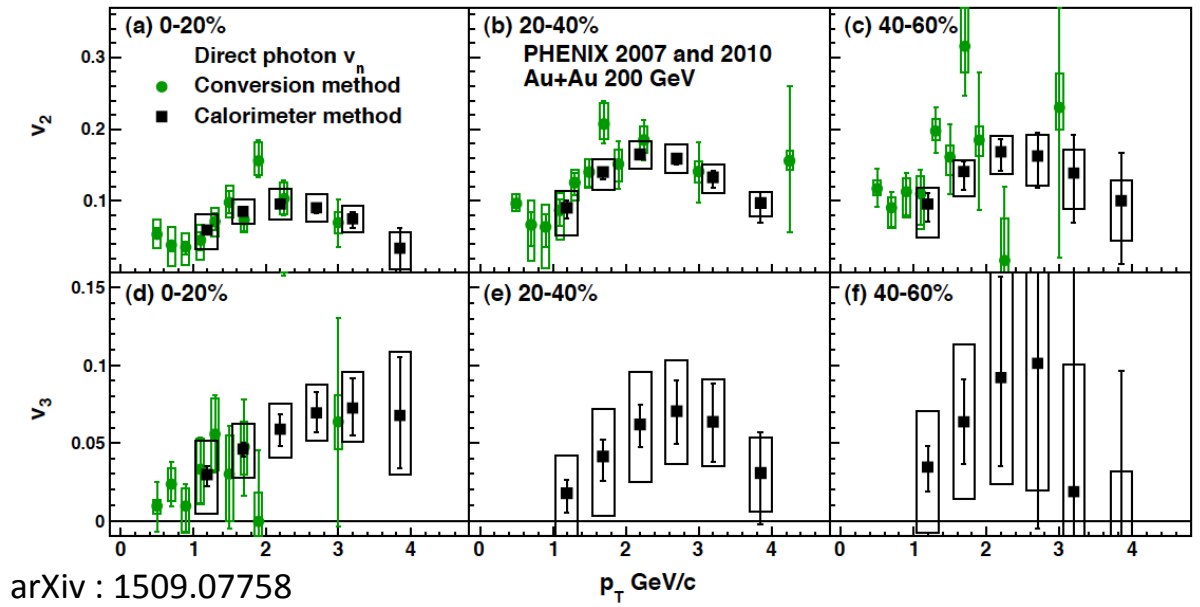 (a) 0-20%
Direct photon vn
Conversion method
Calorimeter method
(b) 20-40%
PHENIX 2007 and 2010
Au+Au 200 GeV
(c) 40-60%
0.3
0.2
0.1
v2
(d) 0-20%
(e) 20-40%
(f) 40-60%
0.15
0.1
0.05
0
v3
0 1 2 3 4 0 1 2 3 4 0 1 2 3 4
pT GeV/c
arXiv : 1509.07758